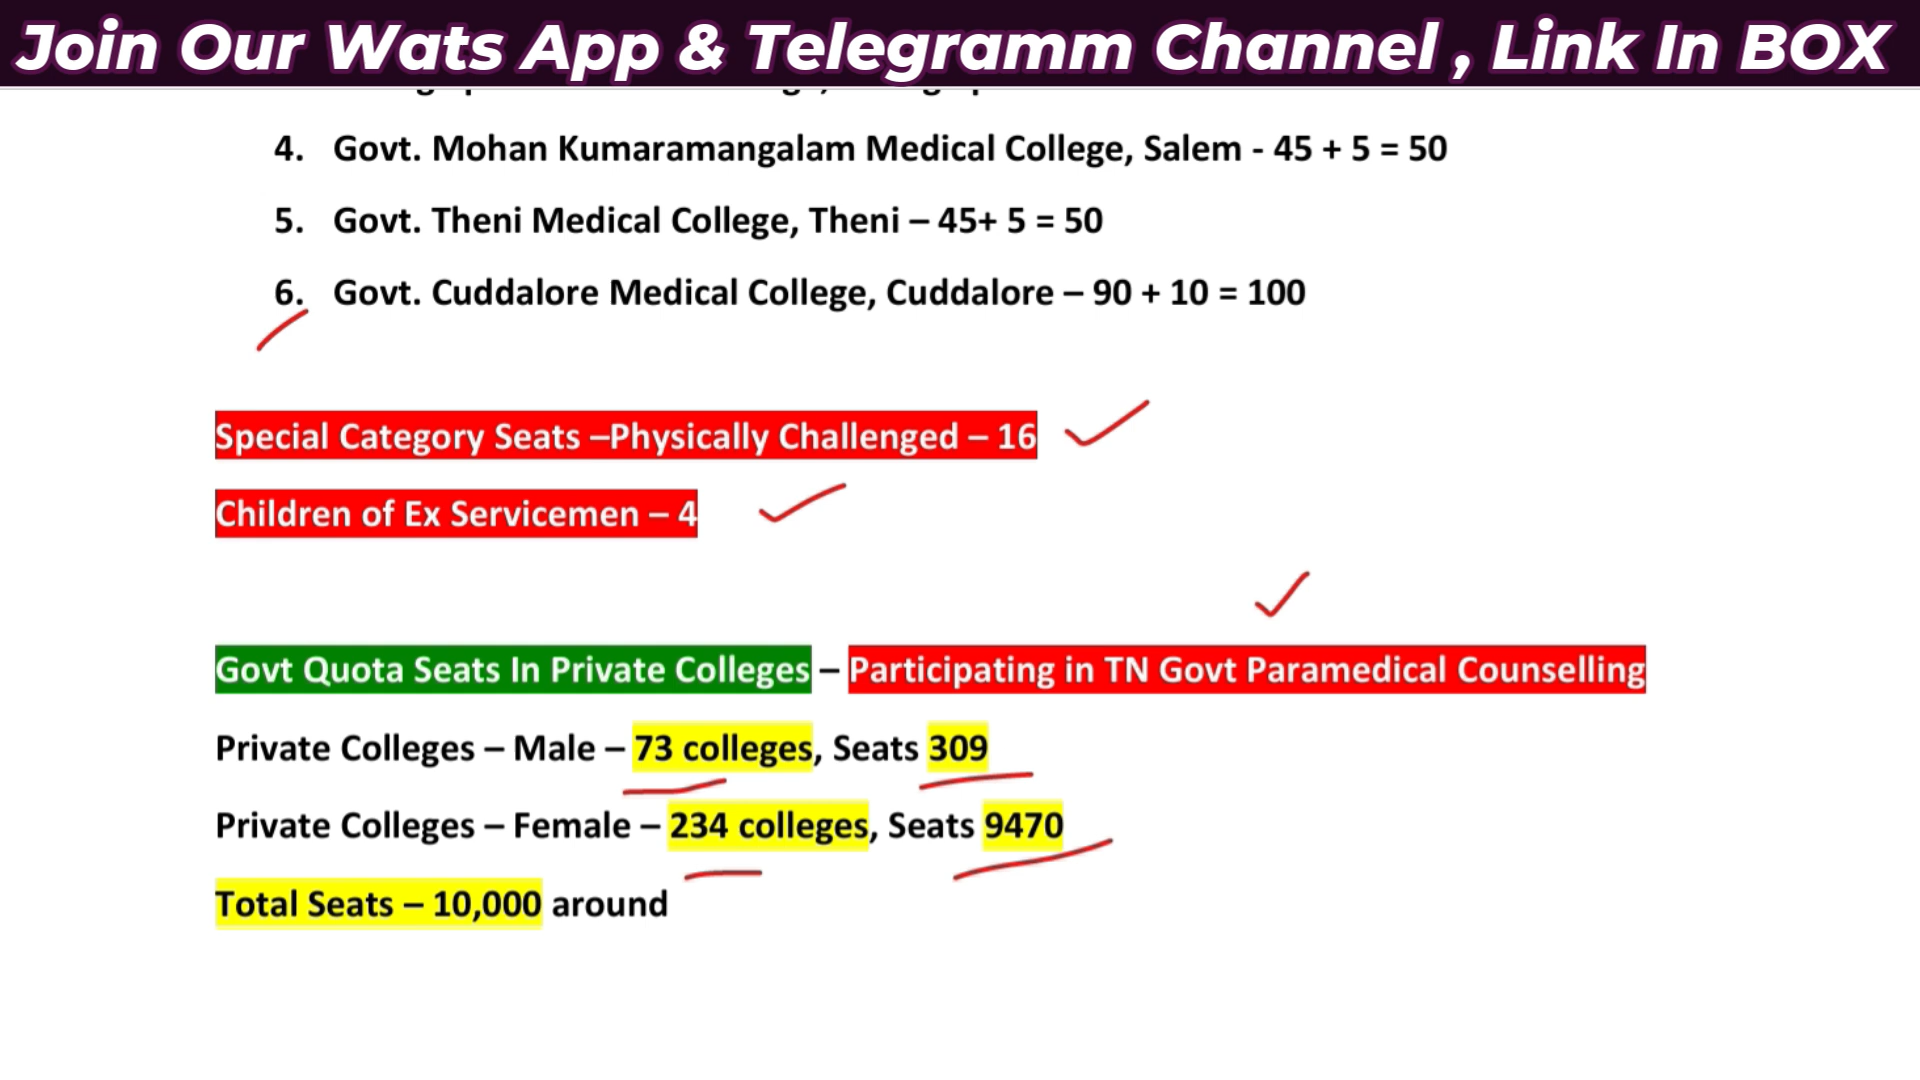 Join Our Wats App & Telegramm Channel , Link In BOX
4. Govt. Mohan Kumaramangalam Medical College, Salem - 45 + 5 = 50
5. Govt. Theni Medical College, Theni – 45+ 5 = 50
6. Govt. Cuddalore Medical College, Cuddalore – 90 + 10 = 100
Special Category Seats –Physically Challenged – 16
Children of Ex Servicemen – 4
Govt Quota Seats In Private Colleges – Participating in TN Govt Paramedical Counselling
Private Colleges – Male – 73 colleges, Seats 309
Private Colleges – Female – 234 colleges, Seats 9470
Total Seats – 10,000 around